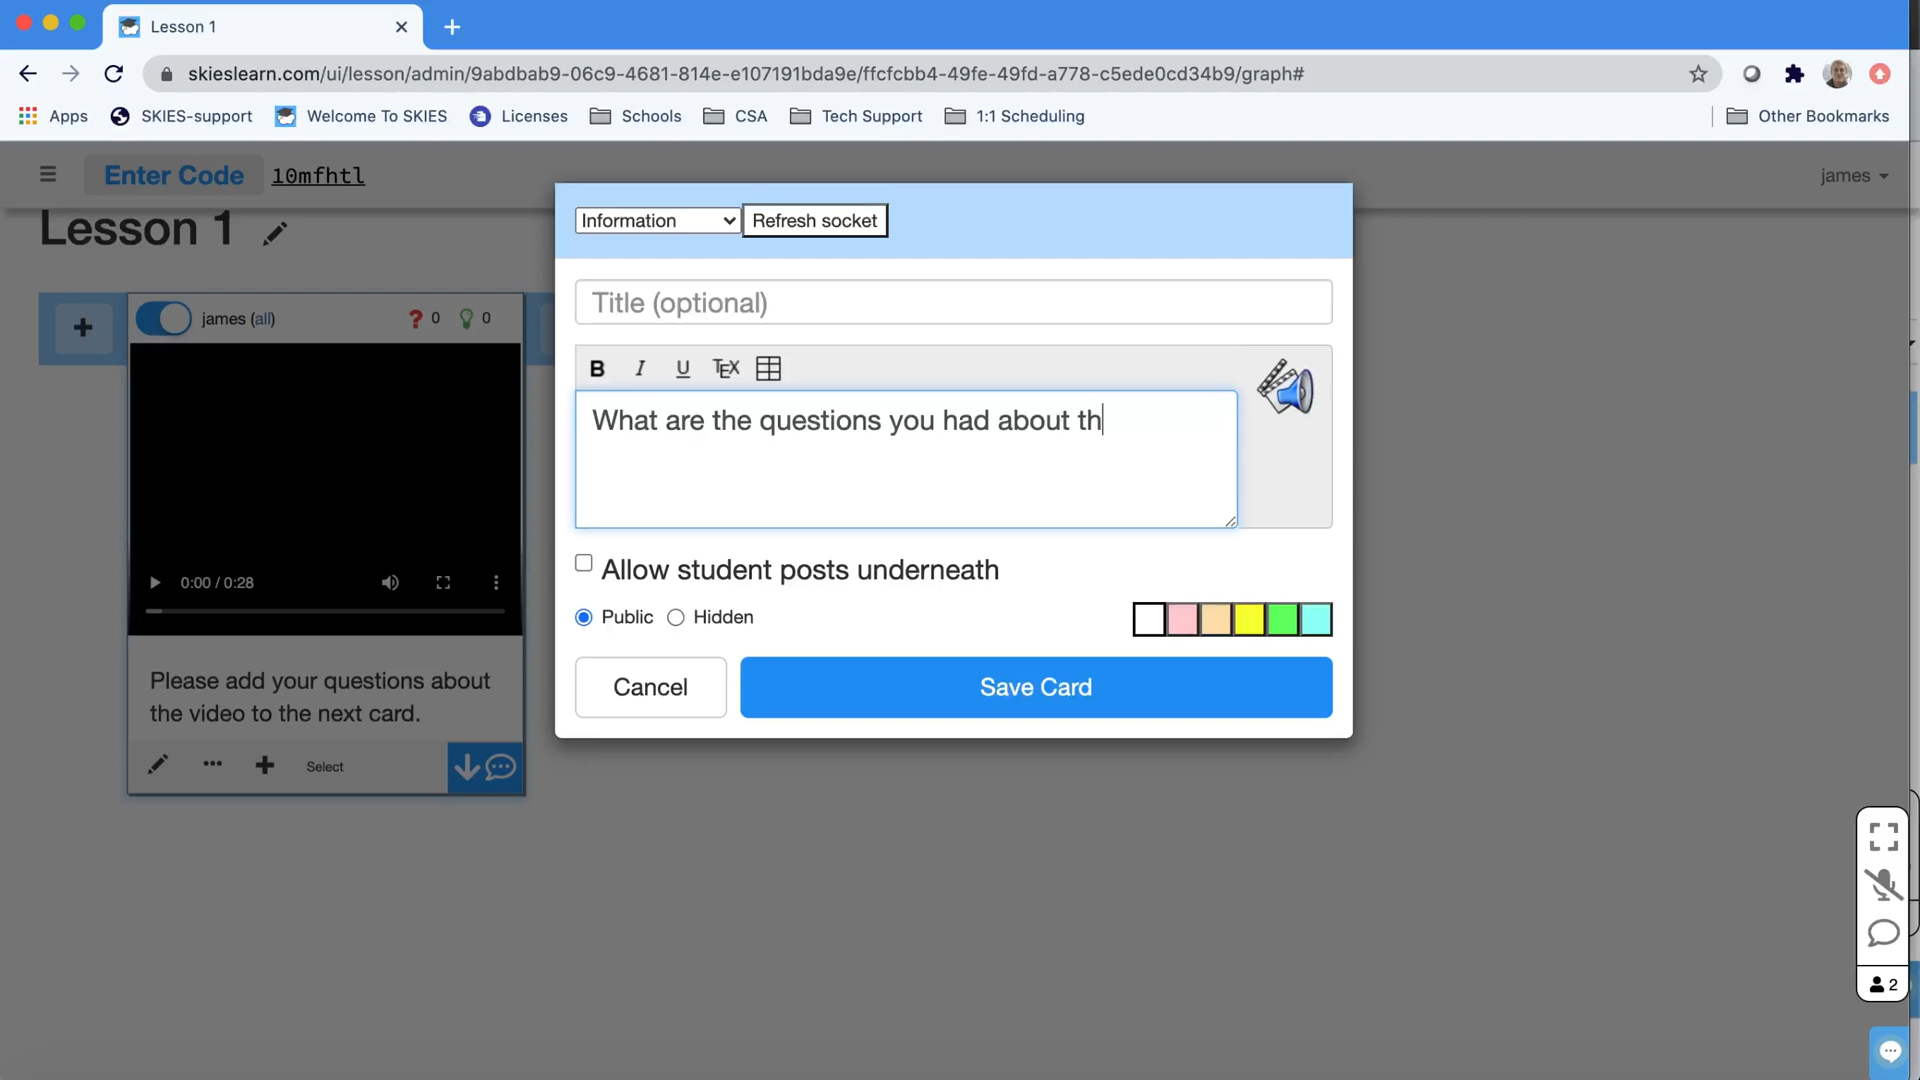 Lesson 1
skieslearn.com/ui/lesson/admin/9abdbab9-06c9-4681-814e-e107191bda9e/ffcfcbb4-49fe-49fd-a778-c5ede0cd34b9/graph#
Apps SKIES-support Welcome To SKIES Licenses Schools CSA Tech Support 1:1 Scheduling Other Bookmarks
Enter Code 10mfhtl james
Lesson 1
james (all) ? 0 0
0:00 / 0:28
Please add your questions about
the video to the next card.
Select
Information Refresh socket
Title (optional)
B I U TEX
What are the questions you had about th
Allow student posts underneath
Public Hidden
Cancel Save Card
2